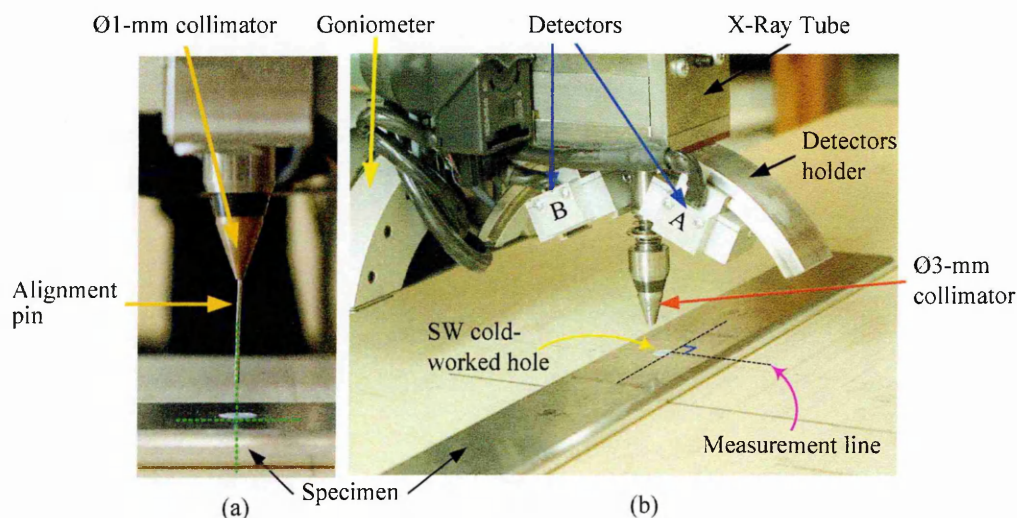 Ø1-mm collimator
Goniometer
Detectors
X-Ray Tube
Detectors
holder
B
A
Alignment
pin
Ø3-mm
collimator
SW cold-
worked hole
Measurement line
Specimen
(a)
(b)